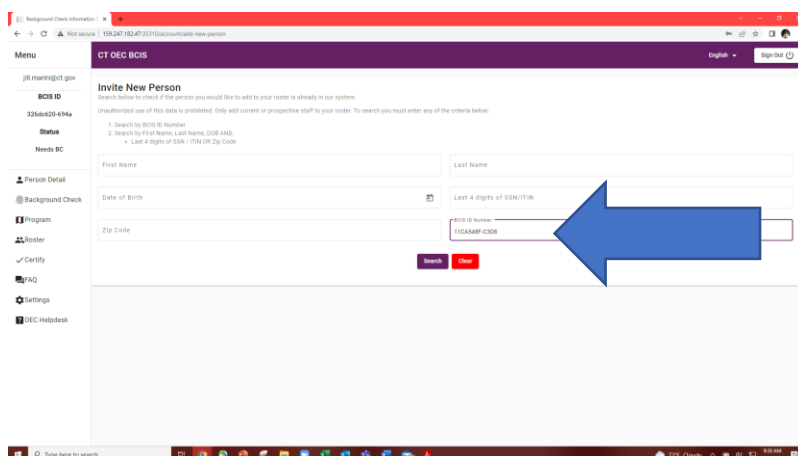 Background Check Information
Not secure | 159.247.182.47:35310/account/add-new-person
Menu
CT OEC BCIS
English
Sign Out
jill.marini@ct.gov
BCIS ID
326dc620-694a
Status
Needs BC
Person Detail
Background Check
Program
Roster
Certify
FAQ
Settings
OEC Helpdesk
Invite New Person
Search below to check if the person you would like to add to your roster is already in our system.
Unauthorized use of this data is prohibited. Only add current or prospective staff to your roster. To search you must enter any of the criteria below:
1. Search by BCIS ID Number
2. Search by First Name, Last Name, DOB AND;
Last 4 digits of SSN / ITIN OR Zip Code
First Name
Last Name
Date of Birth
Last 4 digits of SSN/ITIN
Zip Code
BCIS ID Number
11CA548F-C3D8
Search
Clear
Type here to search
72°F Cloudy